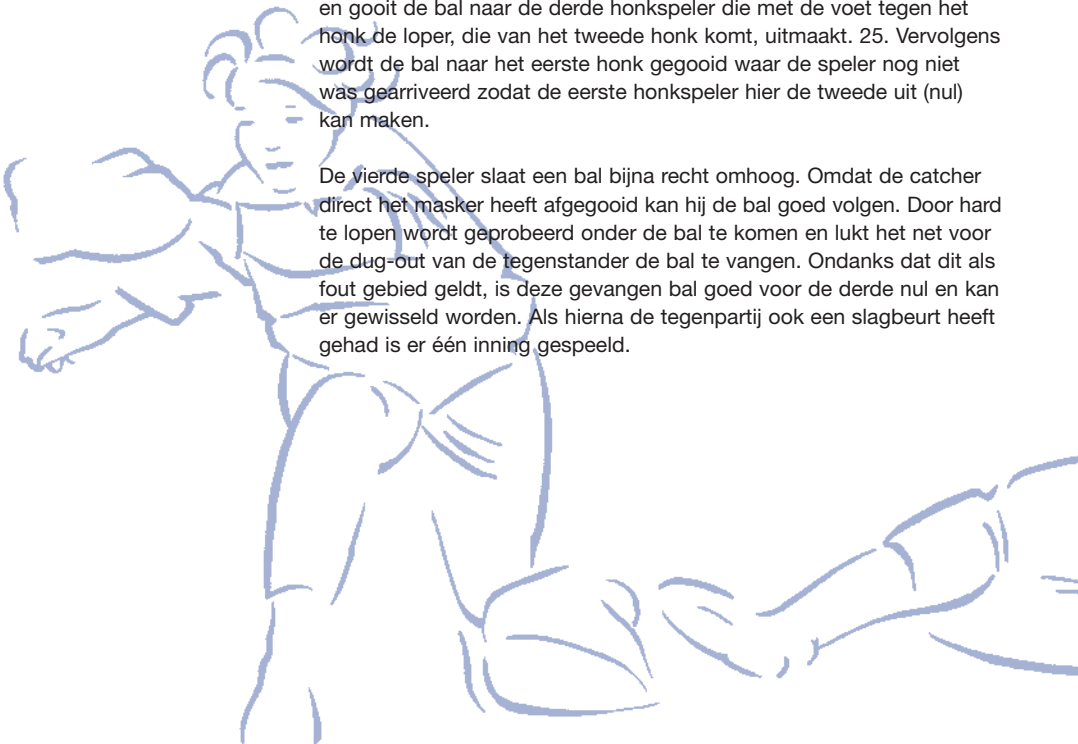 en gooit de bal naar de derde honkspeler die met de voet tegen het
honk de loper, die van het tweede honk komt, uitmaakt. 25. Vervolgens
wordt de bal naar het eerste honk gegooid waar de speler nog niet
was gearriveerd zodat de eerste honkspeler hier de tweede uit (nul)
kan maken.

De vierde speler slaat een bal bijna recht omhoog. Omdat de catcher
direct het masker heeft afgegooid kan hij de bal goed volgen. Door hard
te lopen wordt geprobeerd onder de bal te komen en lukt het net voor
de dug-out van de tegenstander de bal te vangen. Ondanks dat dit als
fout gebied geldt, is deze gevangen bal goed voor de derde nul en kan
er gewisseld worden. Als hierna de tegenpartij ook een slagbeurt heeft
gehad is er één inning gespeeld.